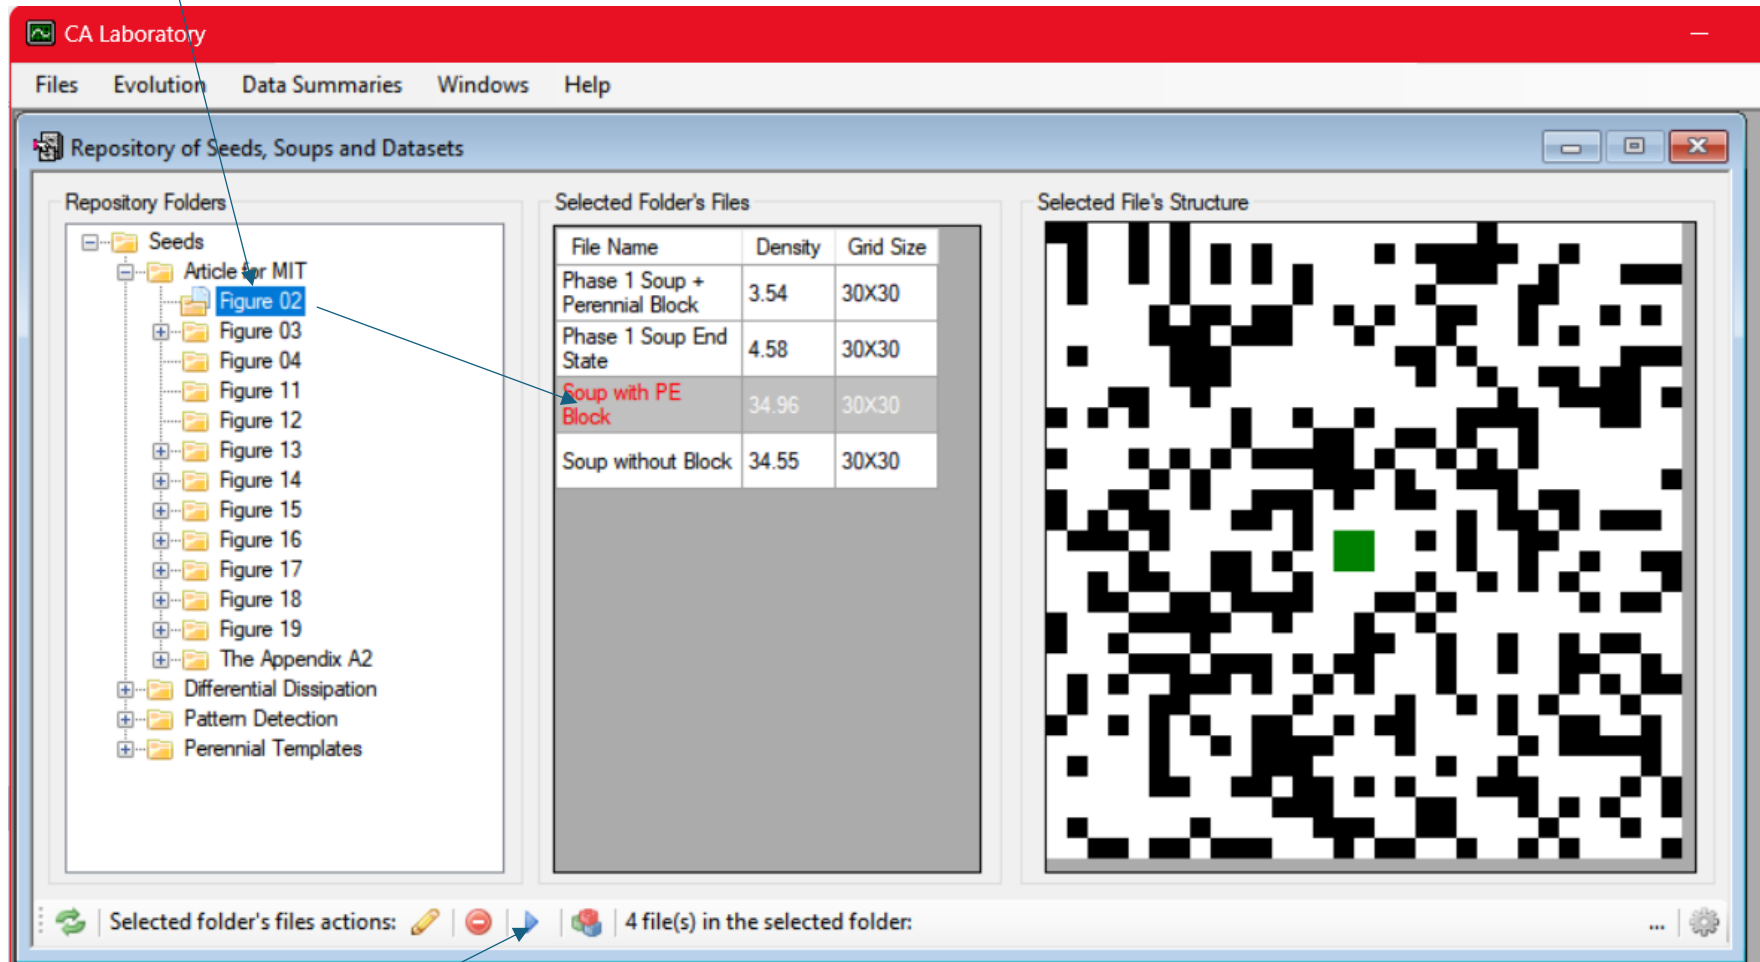 CA Laboratory
Files Evolution Data Summaries Windows Help
Repository of Seeds, Soups and Datasets
Repository Folders
Seeds
Article for MIT
Figure 02
Figure 03
Figure 04
Figure 11
Figure 12
Figure 13
Figure 14
Figure 15
Figure 16
Figure 17
Figure 18
Figure 19
The Appendix A2
Differential Dissipation
Pattern Detection
Perennial Templates
Selected Folder's Files
File Name Density Grid Size
Phase 1 Soup +
Perennial Block 3.54 30X30
Phase 1 Soup End
State 4.58 30X30
Soup with PE
Block 34.96 30X30
Soup without Block 34.55 30X30
Selected File's Structure
Selected folder's files actions: 4 file(s) in the selected folder: ...